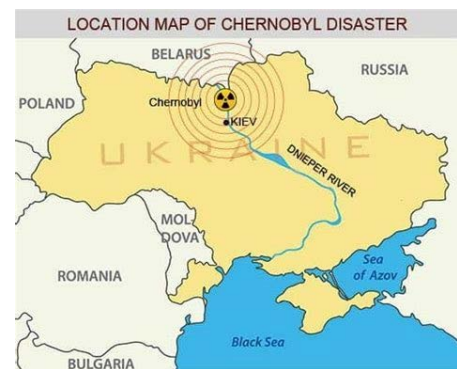 LOCATION MAP OF CHERNOBYL DISASTER
BELARUS
RUSSIA
POLAND
Chernobyl
KIEV
UKRAINE
DNIEPER RIVER
MOL
DOVA
Sea
of Azov
ROMANIA
Black Sea
BULGARIA